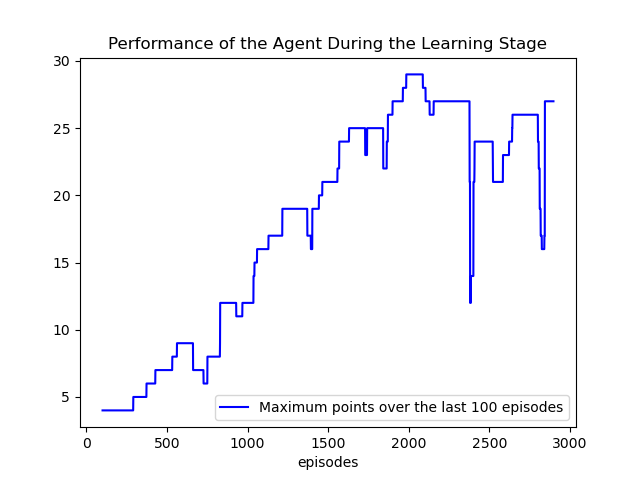 Performance of the Agent During the Learning Stage
30
25
20
15
10
5
Maximum points over the last 100 episodes
0 500 1000 1500 2000 2500 3000
episodes